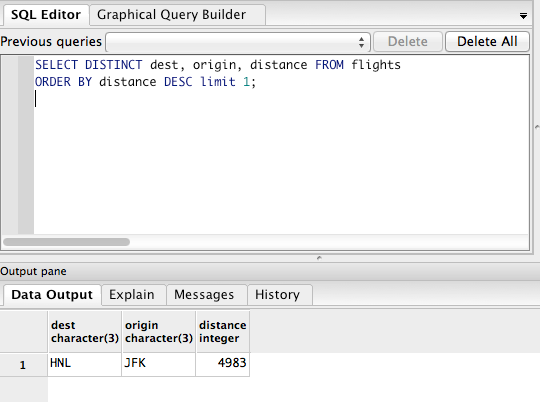 SQL Editor Graphical Query Builder
Previous queries Delete Delete All
SELECT DISTINCT dest, origin, distance FROM flights
ORDER BY distance DESC limit 1;
Output pane
Data Output Explain Messages History
dest origin distance
character(3) character(3) integer
1 HNL JFK 4983